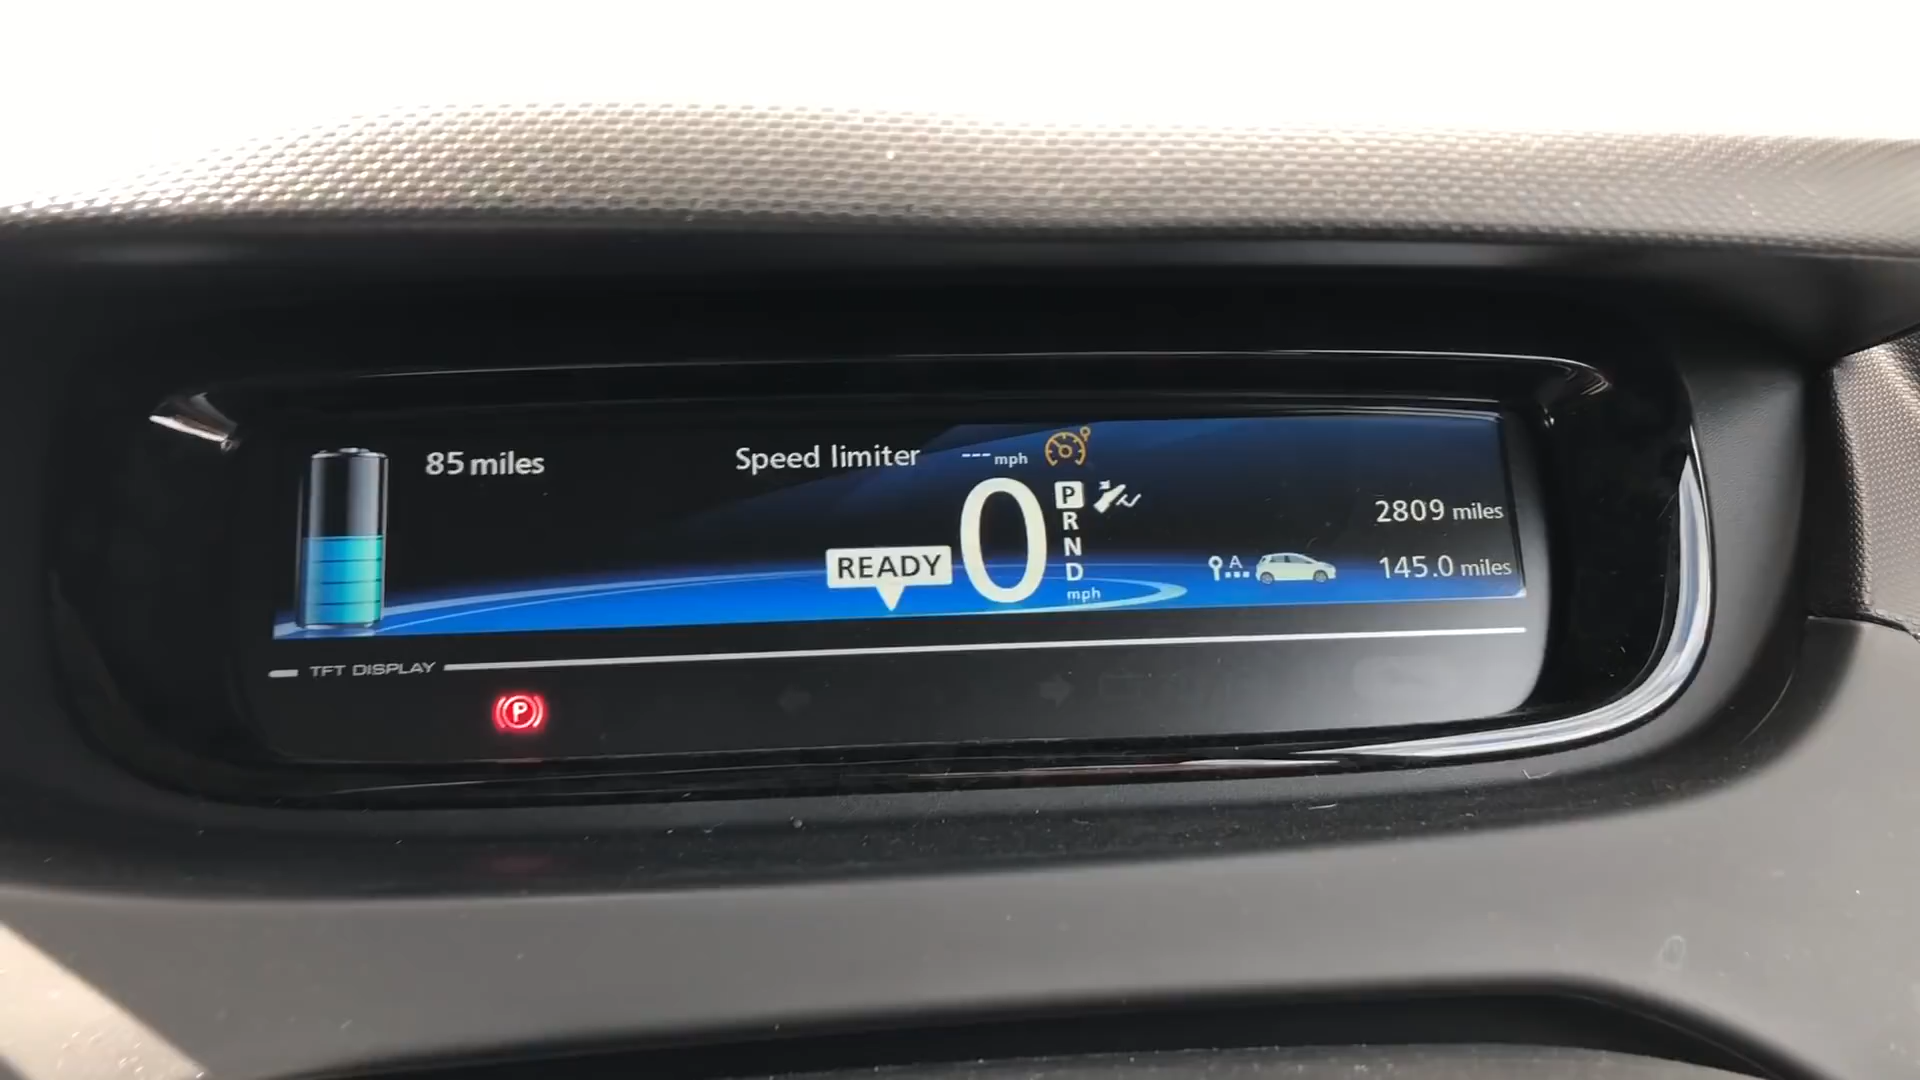 85 miles
Speed limiter --- mph
0
mph
P
R
N
D
READY
2809 miles
A
145.0 miles
TFT DISPLAY
P